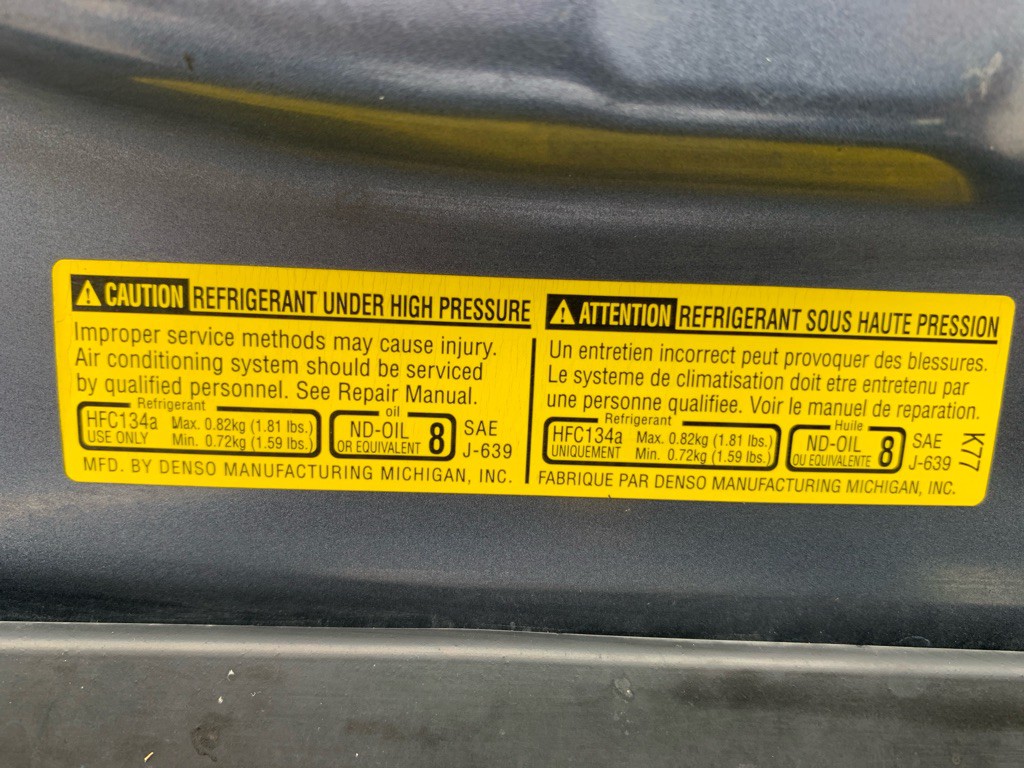 CAUTION REFRIGERANT UNDER HIGH PRESSURE
Improper service methods may cause injury.
Air conditioning system should be serviced
by qualified personnel. See Repair Manual.
Refrigerant
HFC134a Max. 0.82kg (1.81 lbs.)
USE ONLY Min. 0.72kg (1.59 lbs.)
oil
ND-OIL 8
OR EQUIVALENT
SAE
J-639
MFD. BY DENSO MANUFACTURING MICHIGAN, INC.
ATTENTION REFRIGERANT SOUS HAUTE PRESSION
Un entretien incorrect peut provoquer des blessures.
Le systeme de climatisation doit etre entretenu par
une personne qualifiee. Voir le manuel de reparation.
Refrigerant
HFC134a Max. 0.82kg (1.81 lbs.)
UNIQUEMENT Min. 0.72kg (1.59 lbs.)
Huile
ND-OIL 8
OU EQUIVALENTE
SAE
J-639
K77
FABRIQUE PAR DENSO MANUFACTURING MICHIGAN, INC.